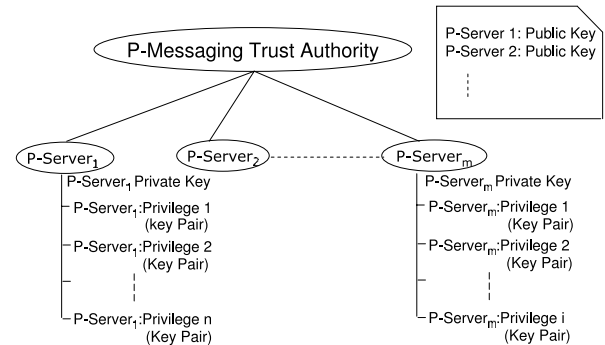 P-Messaging Trust Authority
P-Server 1: Public Key
P-Server 2: Public Key
P-Server1
P-Server2
P-Serverm
P-Server1 Private Key
P-Server1:Privilege 1
(key Pair)
P-Server1:Privilege 2
(Key Pair)
P-Server1:Privilege n
(Key Pair)
P-Serverm Private Key
P-Serverm:Privilege 1
(Key Pair)
P-Serverm:Privilege 2
(Key Pair)
P-Serverm:Privilege i
(Key Pair)